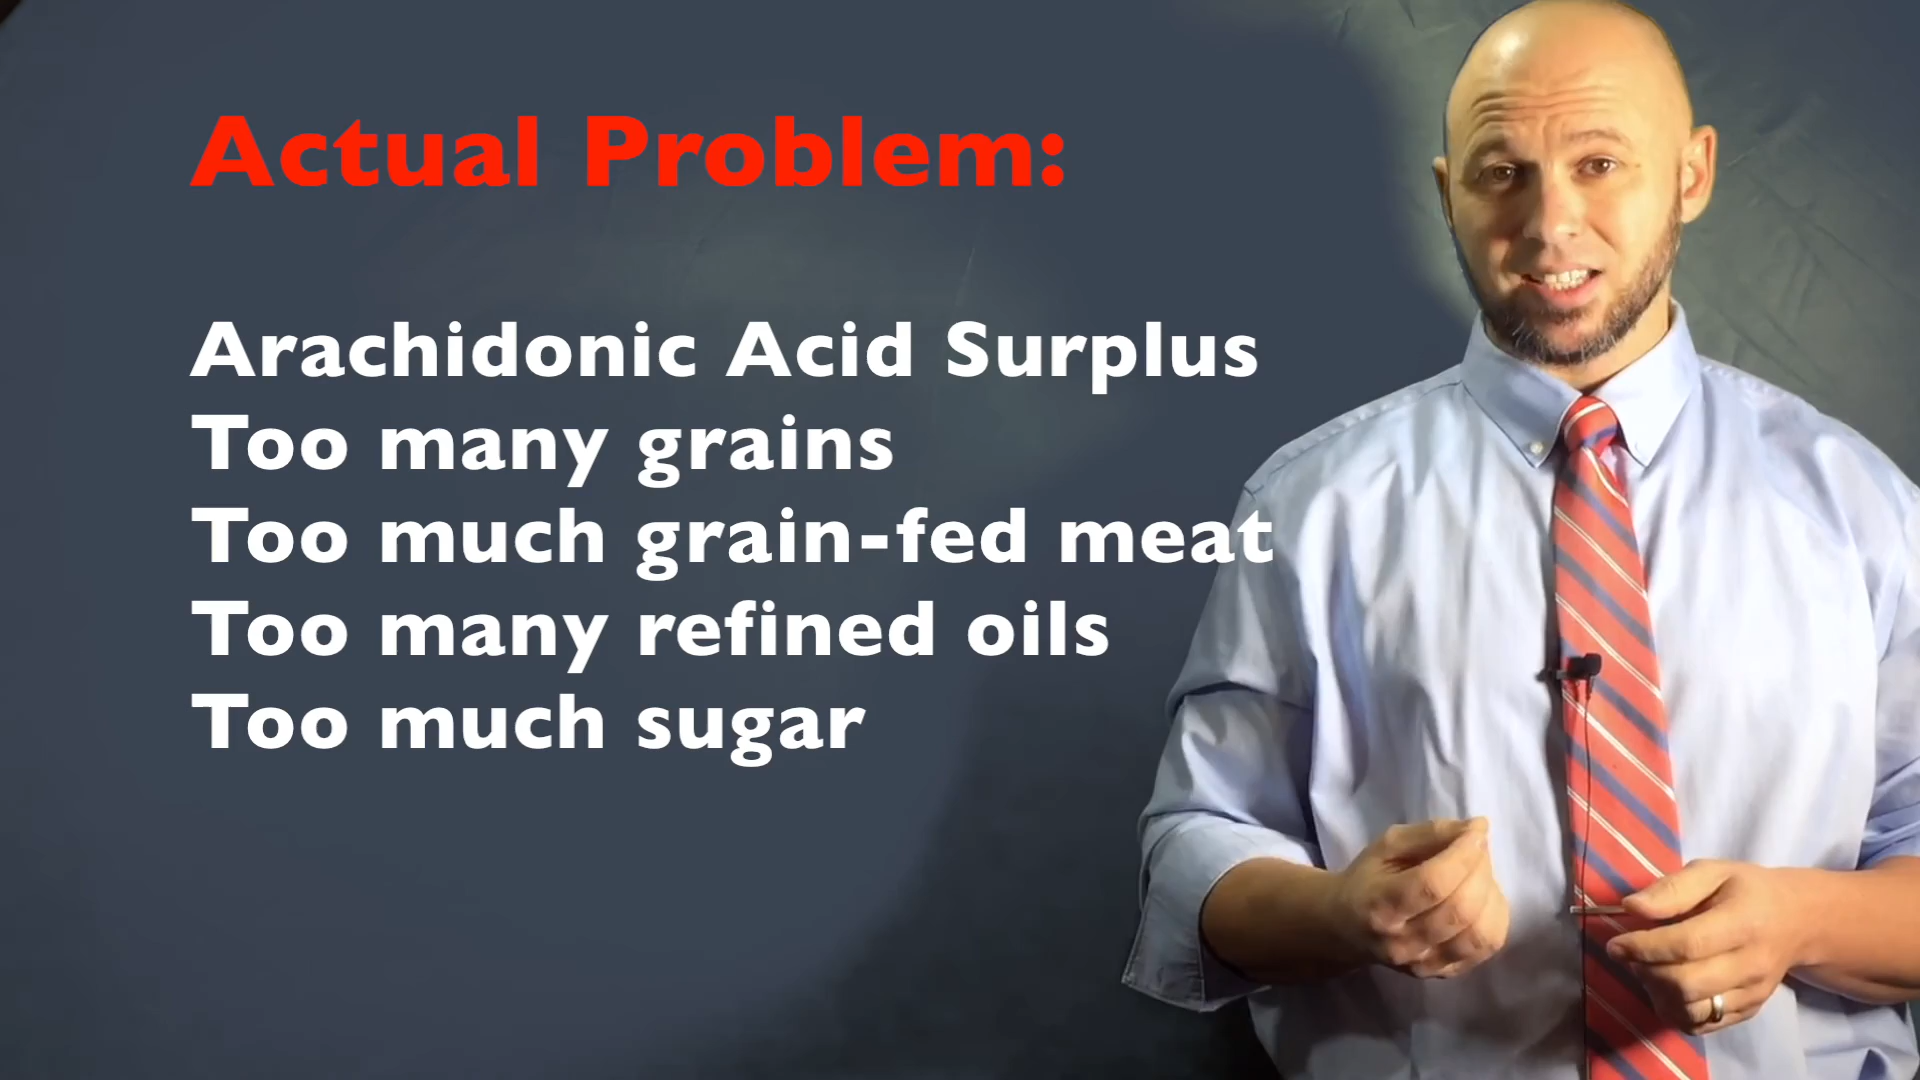 Actual Problem:
Arachidonic Acid Surplus
Too many grains
Too much grain-fed meat
Too many refined oils
Too much sugar